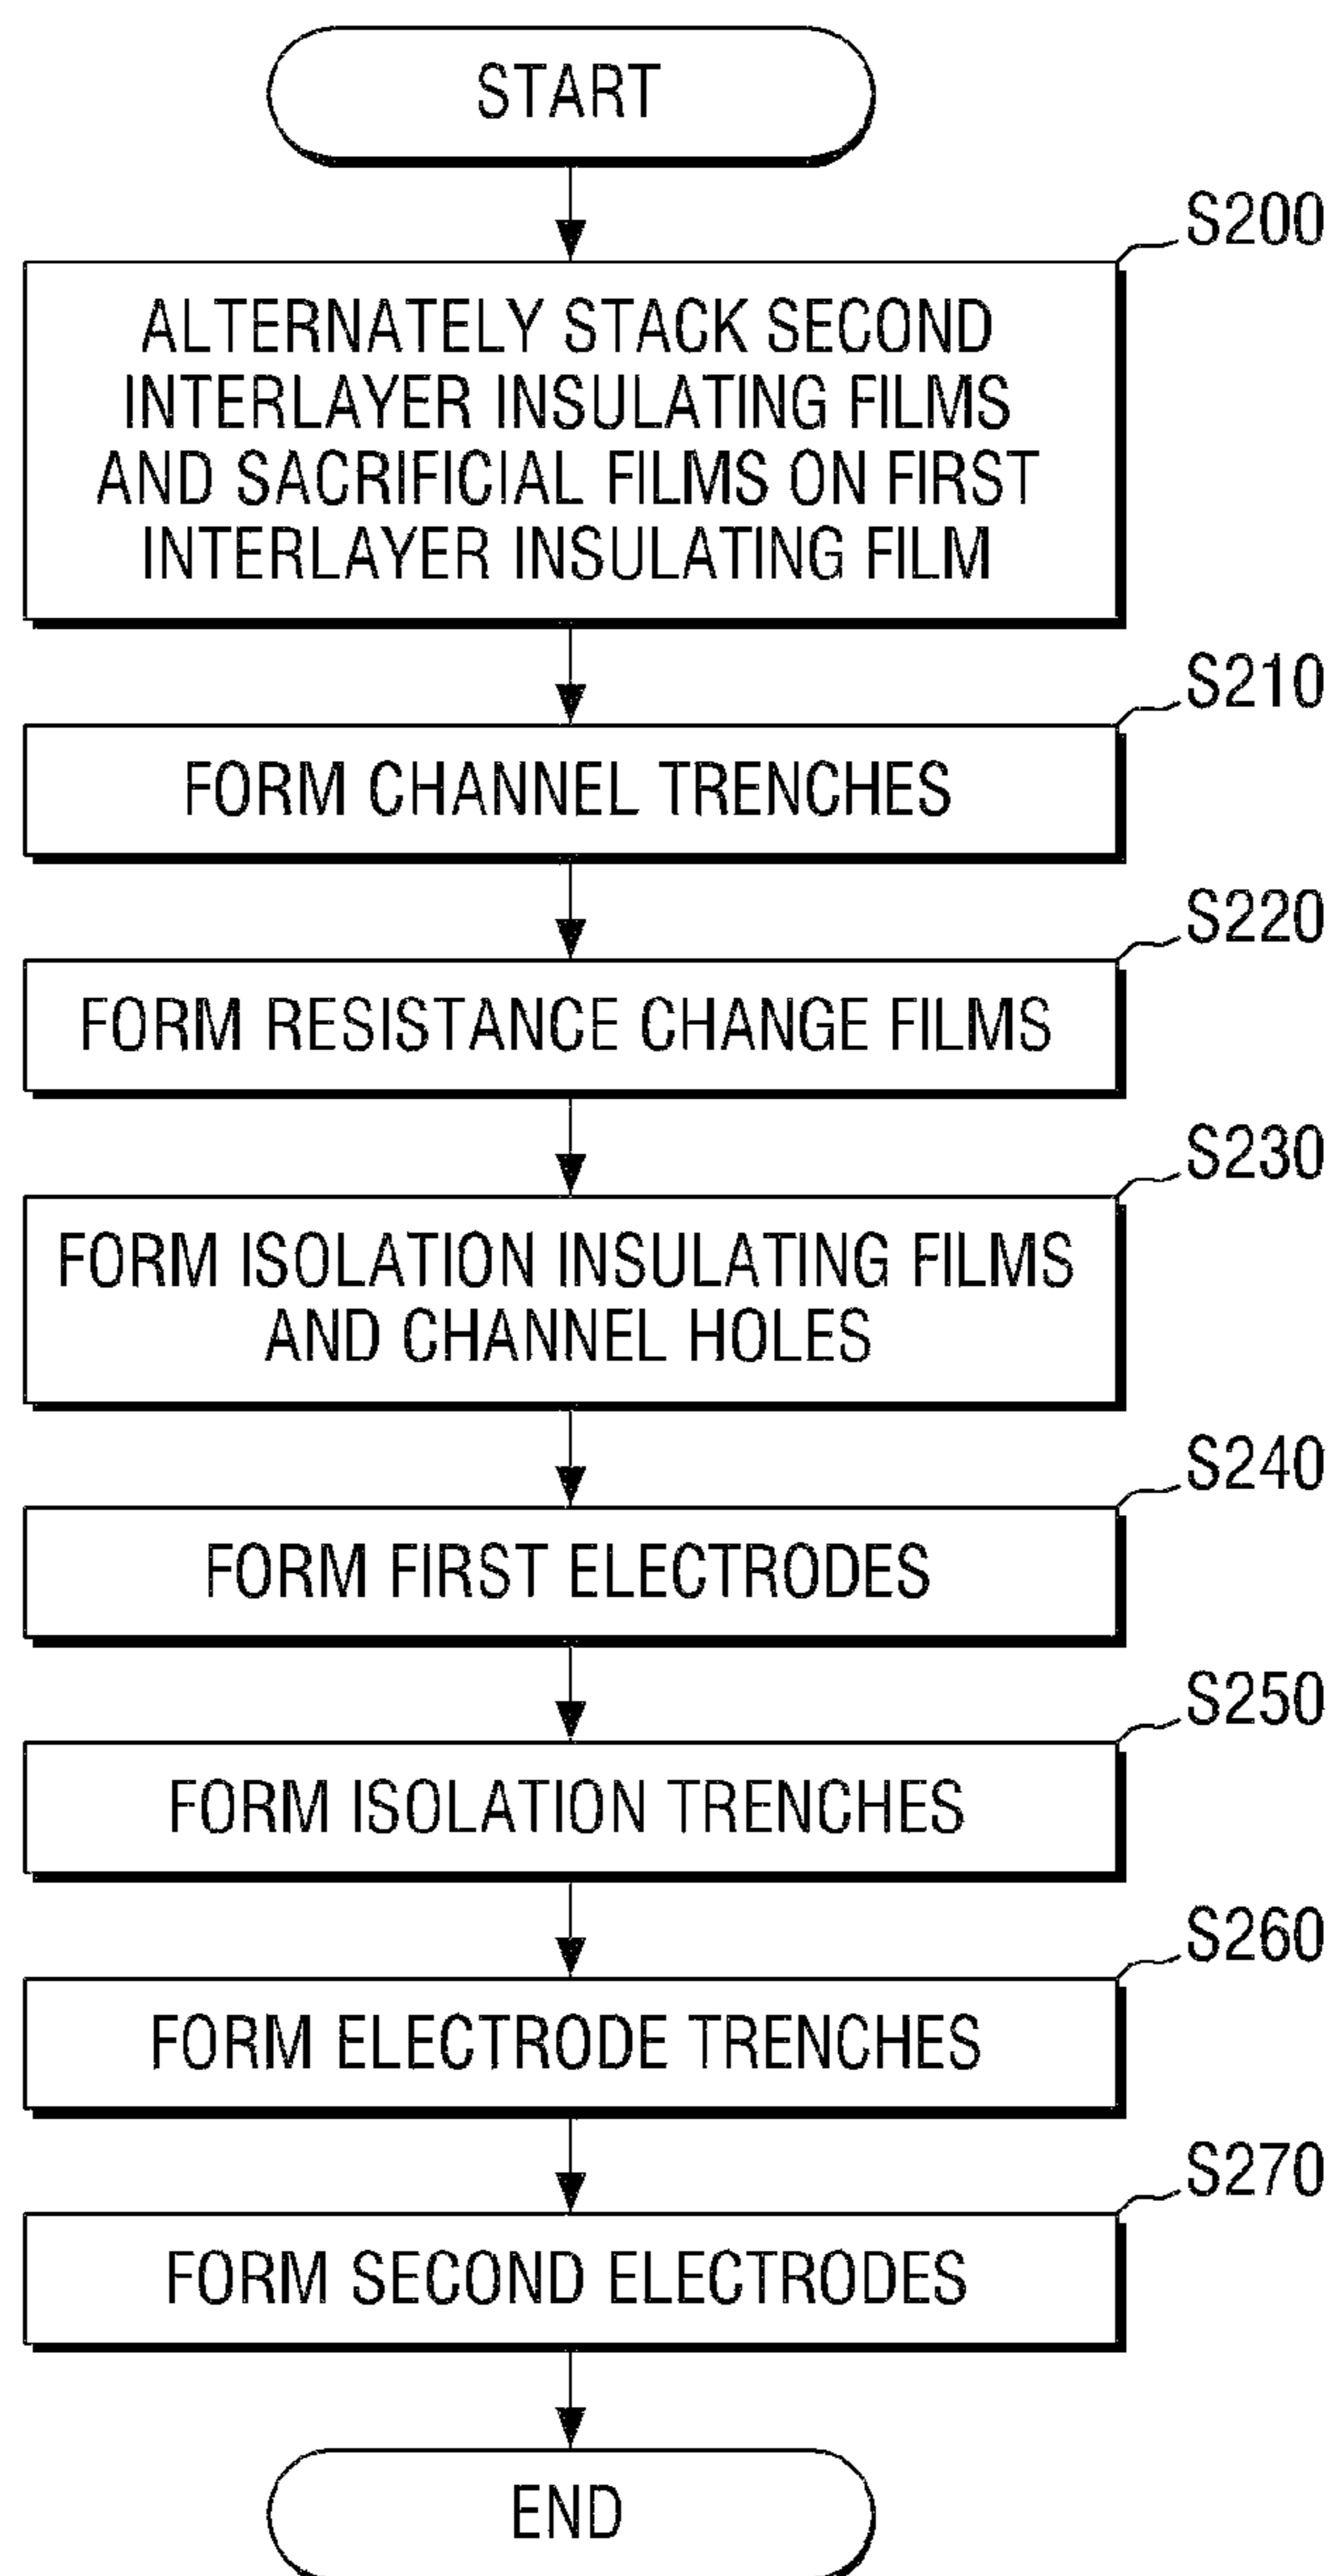 START
S200
ALTERNATELY STACK SECOND
INTERLAYER INSULATING FILMS
AND SACRIFICIAL FILMS ON FIRST
INTERLAYER INSULATING FILM
S210
FORM CHANNEL TRENCHES
S220
FORM RESISTANCE CHANGE FILMS
S230
FORM ISOLATION INSULATING FILMS
AND CHANNEL HOLES
S240
FORM FIRST ELECTRODES
S250
FORM ISOLATION TRENCHES
S260
FORM ELECTRODE TRENCHES
S270
FORM SECOND ELECTRODES
END